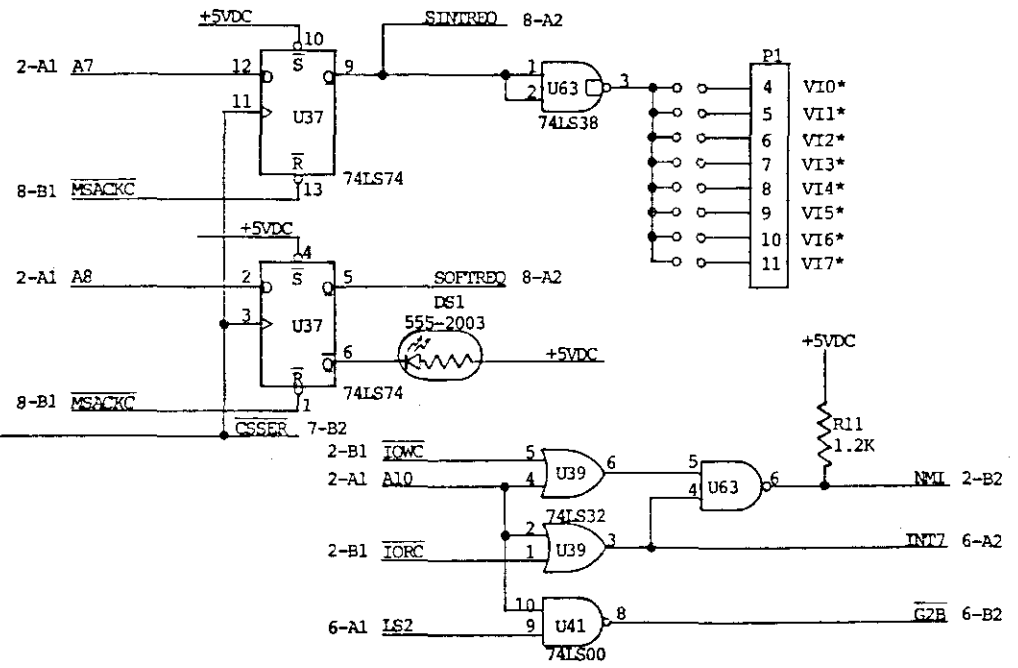 +5VDC
SINTREQ 8-A2
10
S
2-A1 A7 12 D Q 9
11
U37
R
8-B1 MSACKC 13 74LS74
1
2
U63
3
74LS38
P1
4 VI0*
5 VI1*
6 VI2*
7 VI3*
8 VI4*
9 VI5*
10 VI6*
11 VI7*
+5VDC
4
S
2-A1 A8 2 D Q 5 SOFTREQ 8-A2
3
U37
DS1
555-2003
Q 6 +5VDC
R
74LS74
8-B1 MSACKC 1
CSSER 7-B2
+5VDC
R11
1.2K
2-B1 IOWC 5
2-A1 A10 4
U39
6
74LS32
5
4
U63
6
NMI 2-B2
2
2-B1 IORC 1
U39
3
INT7 6-A2
10
6-A1 LS2 9
U41
8
74LS00
G2B 6-B2